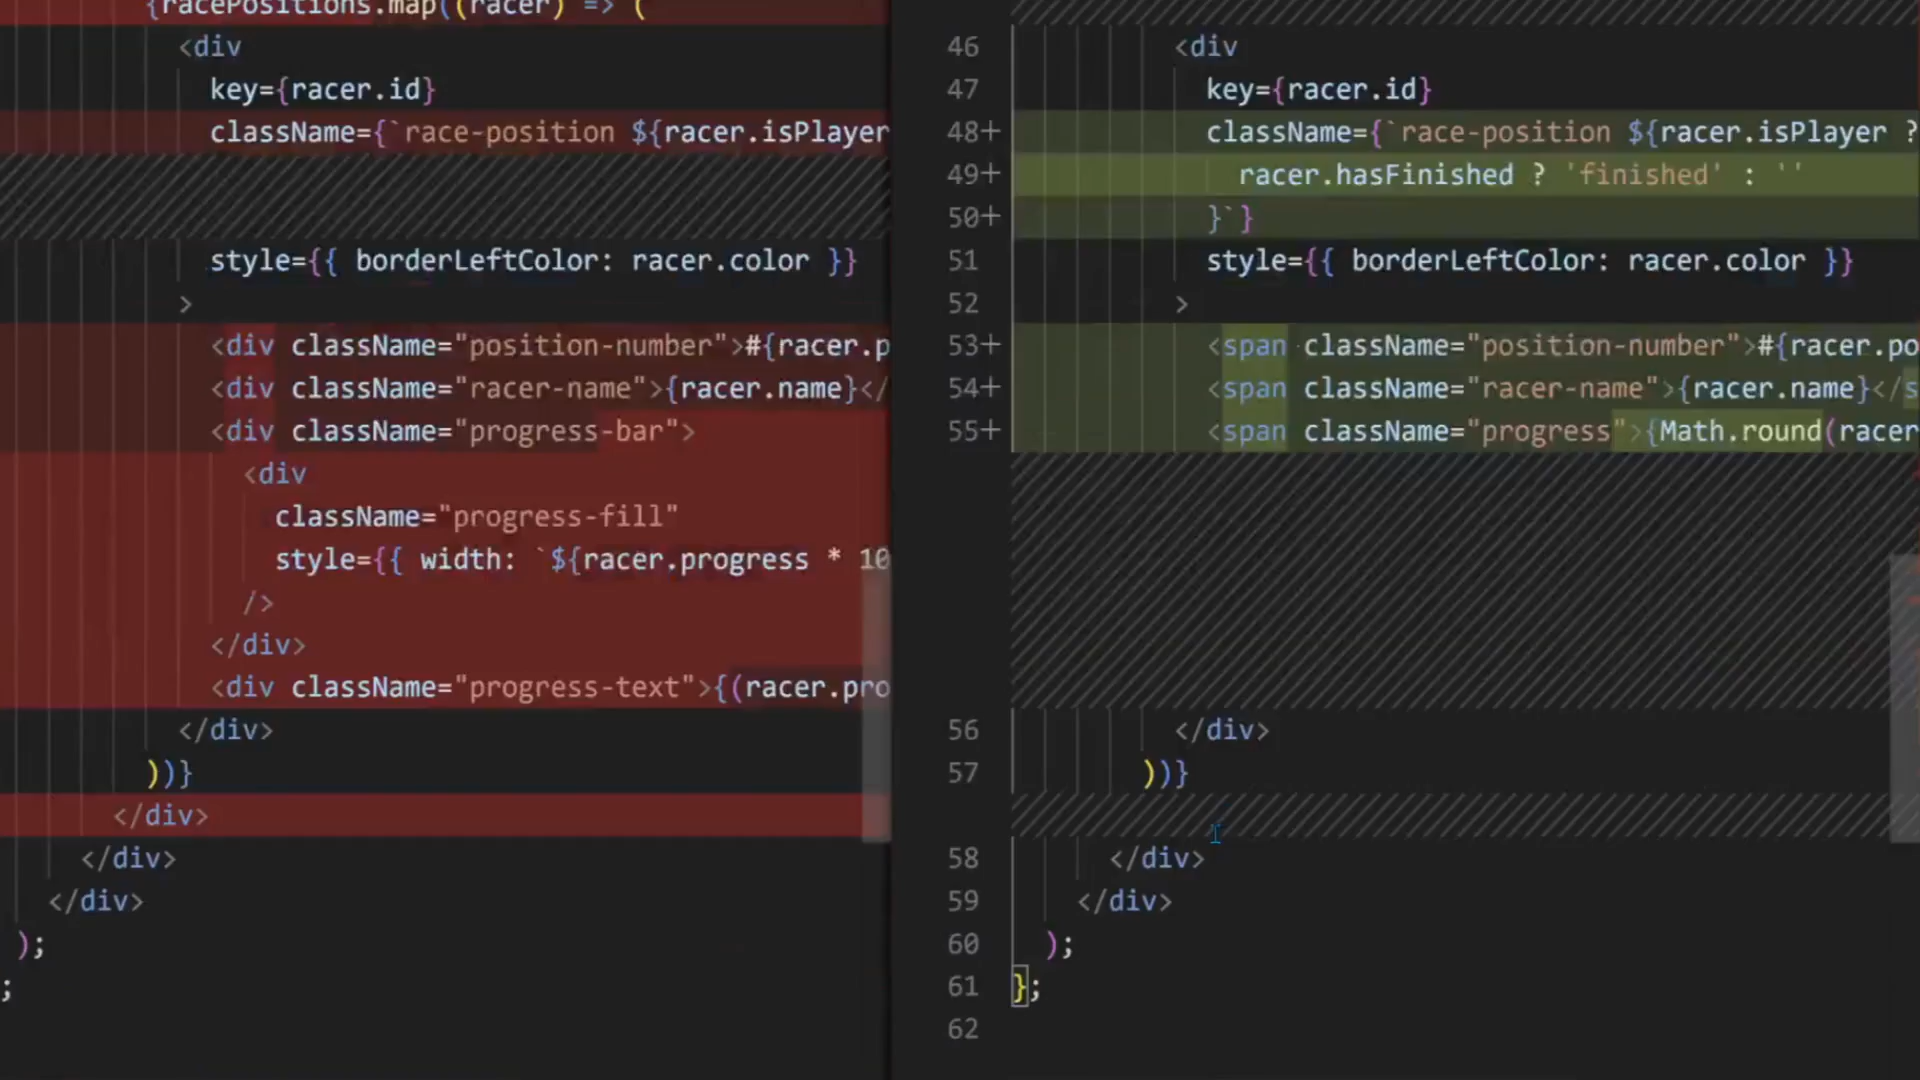 {racePositions.map((racer) => (
<div
key={racer.id}
className={`race-position ${racer.isPlayer
style={{ borderLeftColor: racer.color }}
>
<div className="position-number">#{racer.p
<div className="racer-name">{racer.name}</
<div className="progress-bar">
<div
className="progress-fill"
style={{ width: `${racer.progress * 10
/>
</div>
<div className="progress-text">{(racer.pro
</div>
))}
</div>
</div>
</div>
);
;
46 <div
47 key={racer.id}
48+ className={`race-position ${racer.isPlayer ?
49+ racer.hasFinished ? 'finished' : ''
50+ }`}
51 style={{ borderLeftColor: racer.color }}
52 >
53+ <span className="position-number">#{racer.po
54+ <span className="racer-name">{racer.name}</s
55+ <span className="progress">{Math.round(racer
56 </div>
57 ))}
58 </div>
59 </div>
60 );
61 };
62